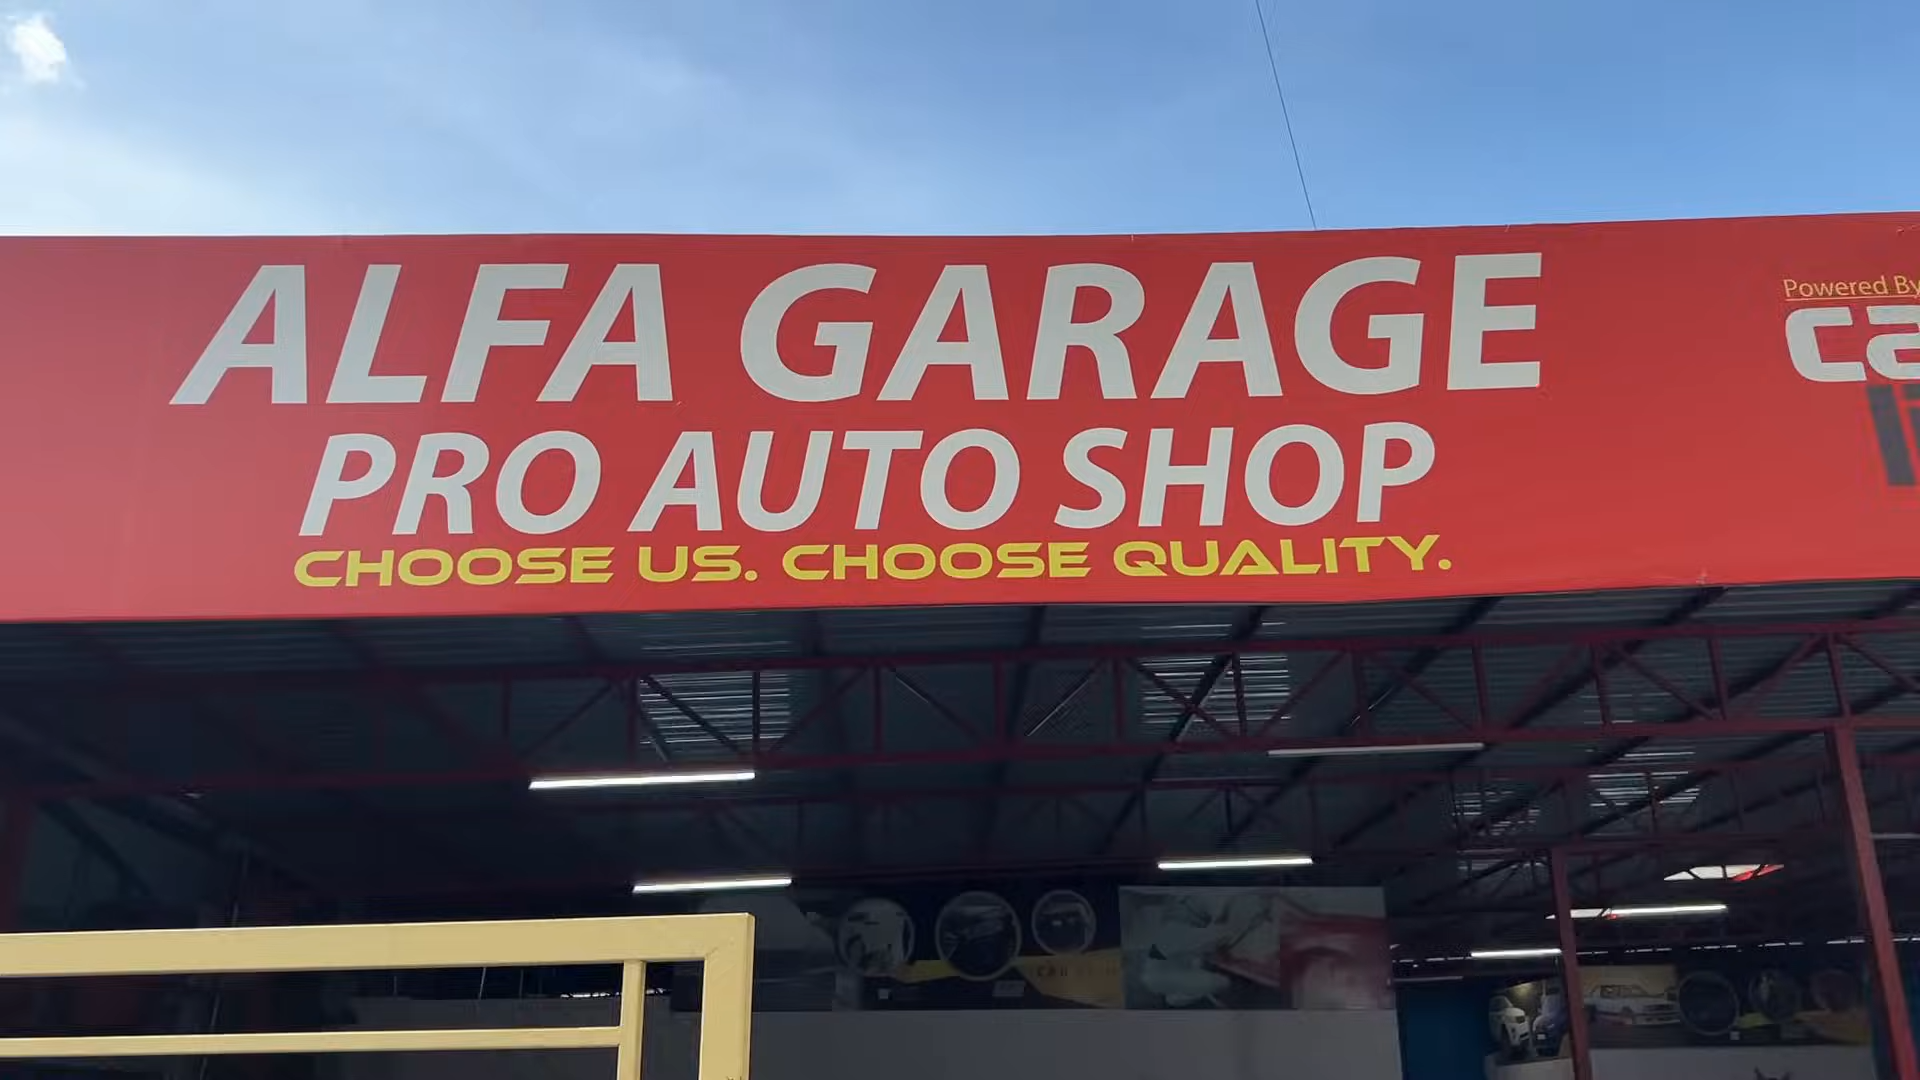 ALFA GARAGE
PRO AUTO SHOP
CHOOSE US. CHOOSE QUALITY.
Powered By